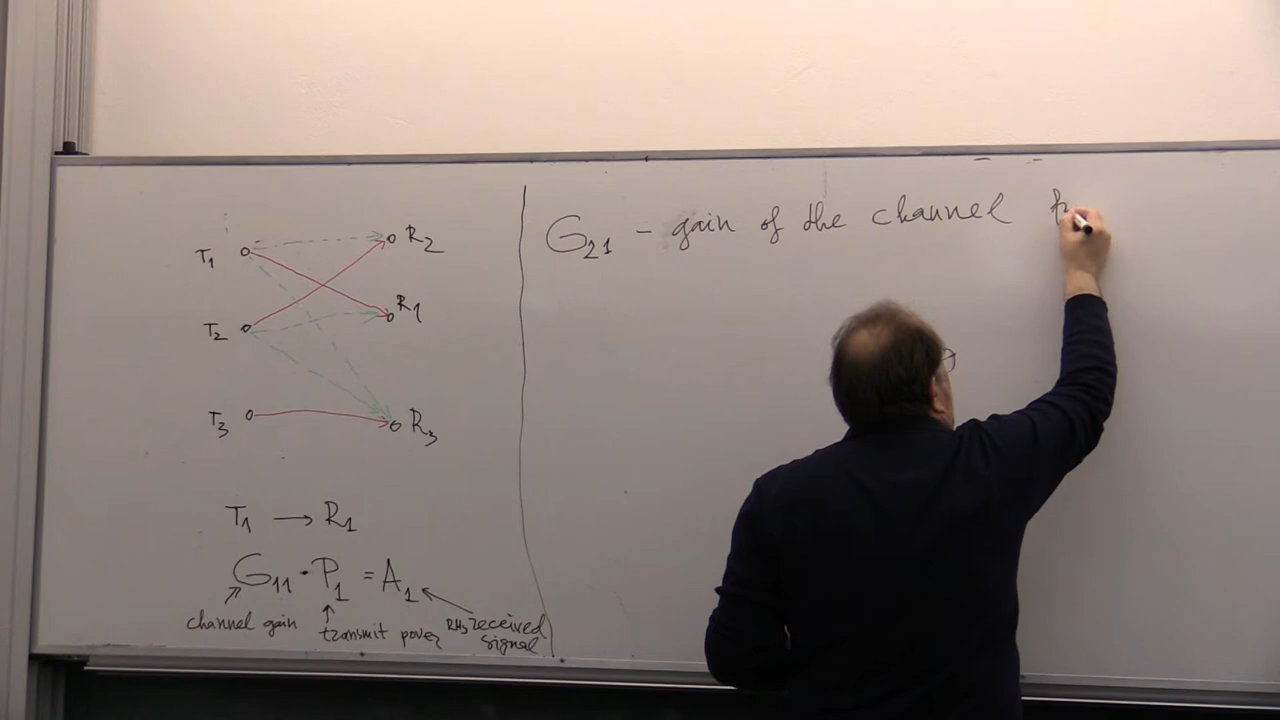 T1
R2
R1
T2
T3
R3
T1 → R1
G11 · P1 = A1
channel gain
transmit power
received signal
G21 - gain of the channel